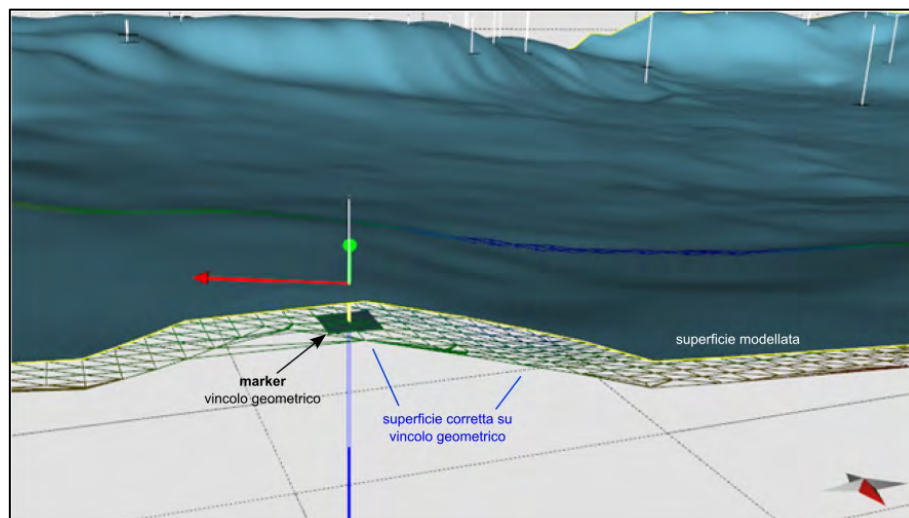 superficie modellata
marker
vincolo geometrico
superficie corretta su
vincolo geometrico